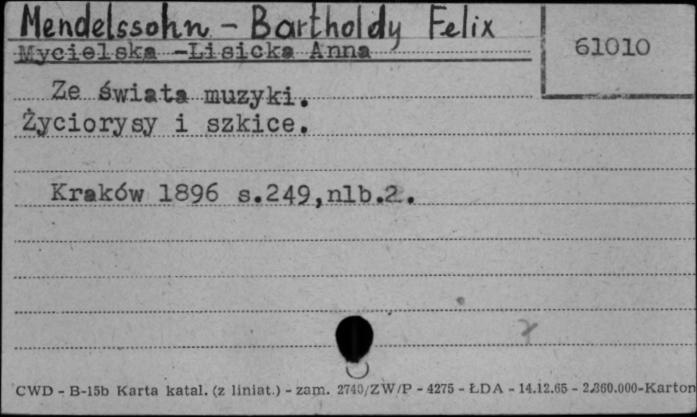 Mendelssohn - Bartholdy Felix
Mycielska -Lisicka Anna
61010
Ze świata muzyki.
Życiorysy i szkice.
Kraków 1896 s.249,nlb.2.
CWD - B-15b Karta katal. (z liniat.) - zam. 2740/ZW/P - 4275 - ŁDA - 14.12.65 - 2.860.000-Karton